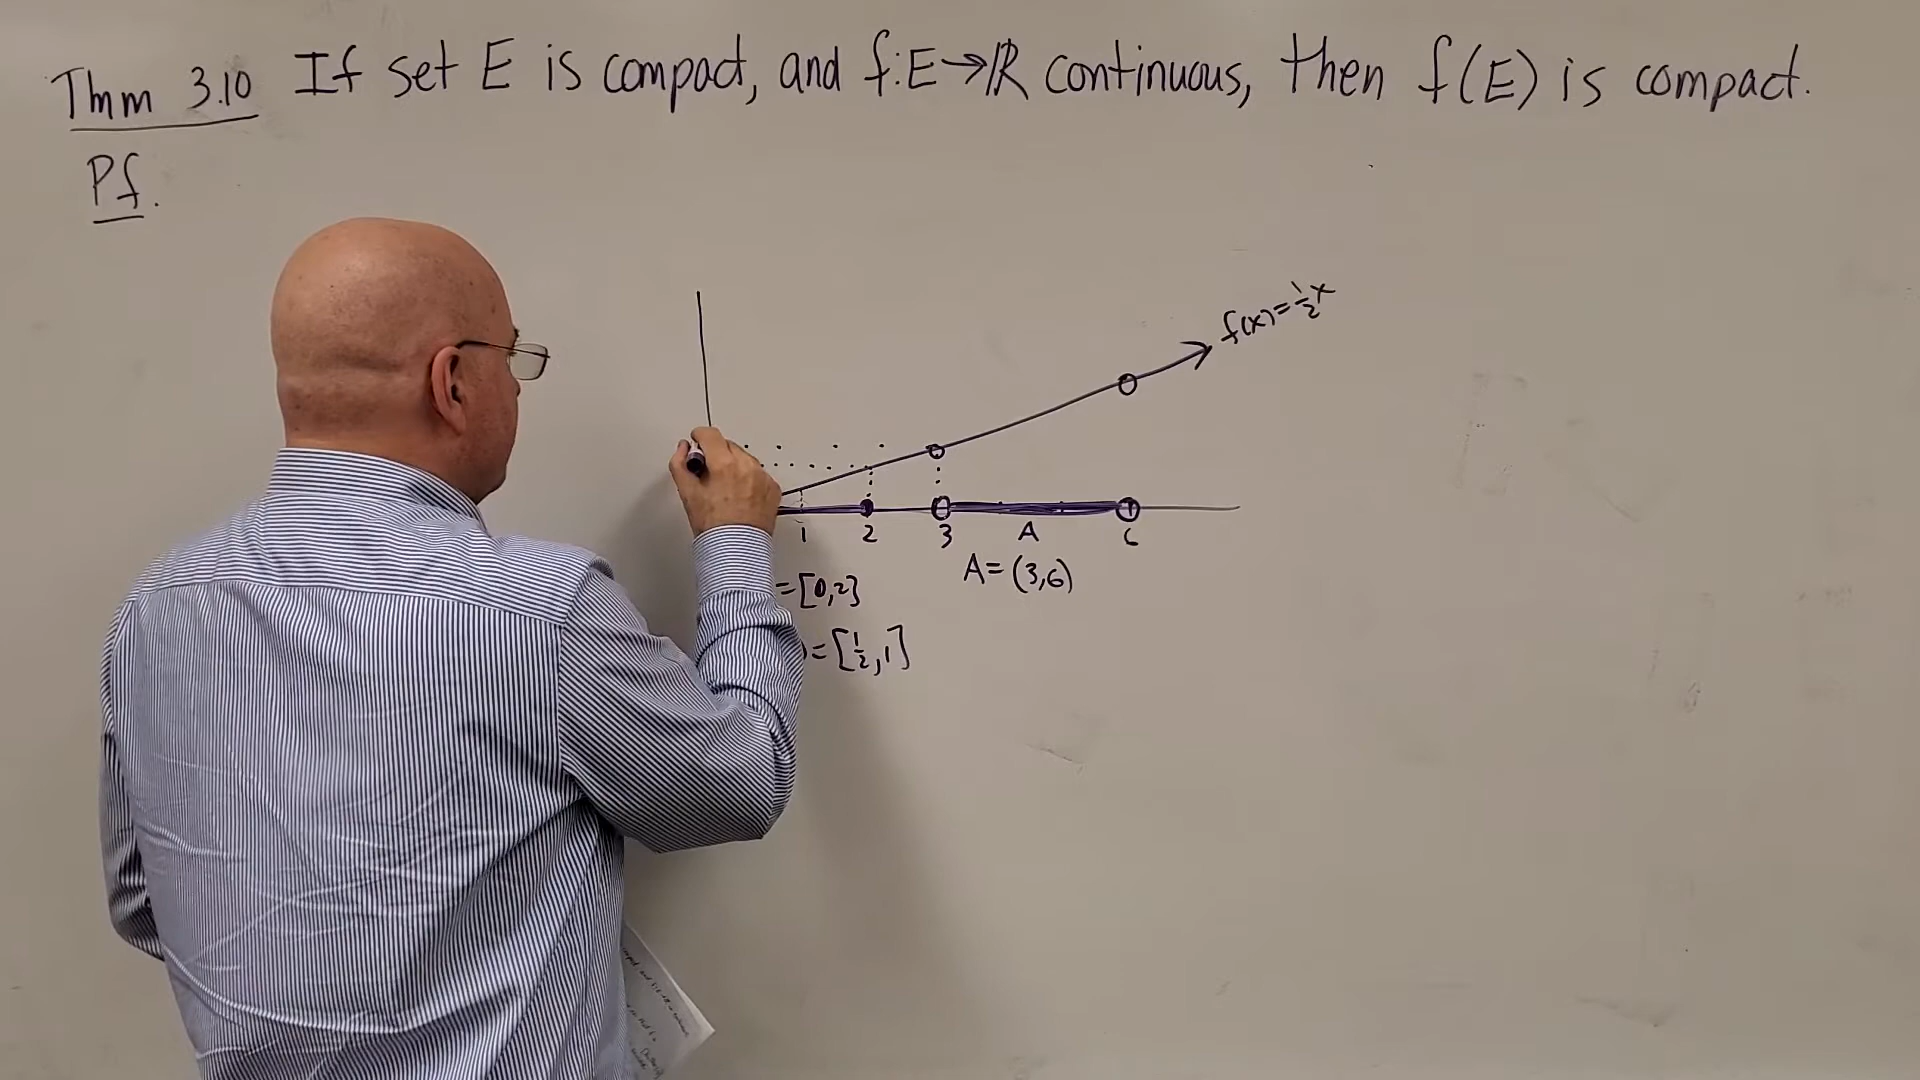 Thm 3.10 If set E is compact, and f:E→ℝ continuous, then f(E) is compact.
Pf.
f(x)=½x
1 2 3 A 6
=[0,2] A=(3,6)
)=[½,1]